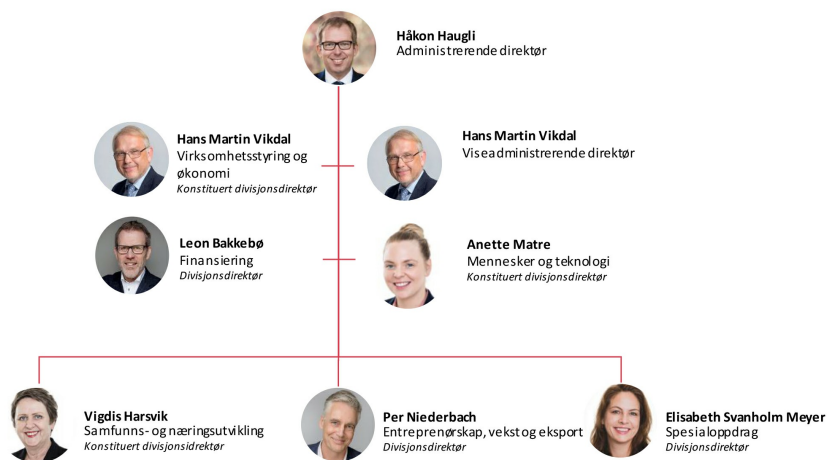 Håkon Haugli
Administrerende direktør
Hans Martin Vikdal
Virksomhetsstyring og
økonomi
Konstituert divisjonsdirektør
Hans Martin Vikdal
Viseadministrerende direktør
Leon Bakkebø
Finansiering
Divisjonsdirektør
Anette Matre
Mennesker og teknologi
Konstituert divisjonsdirektør
Vigdis Harsvik
Samfunns- og næringsutvikling
Konstituert divisjonsidrektør
Per Niederbach
Entreprenørskap, vekst og eksport
Divisjonsdirektør
Elisabeth Svanholm Meyer
Spesialoppdrag
Divisjonsdirektør